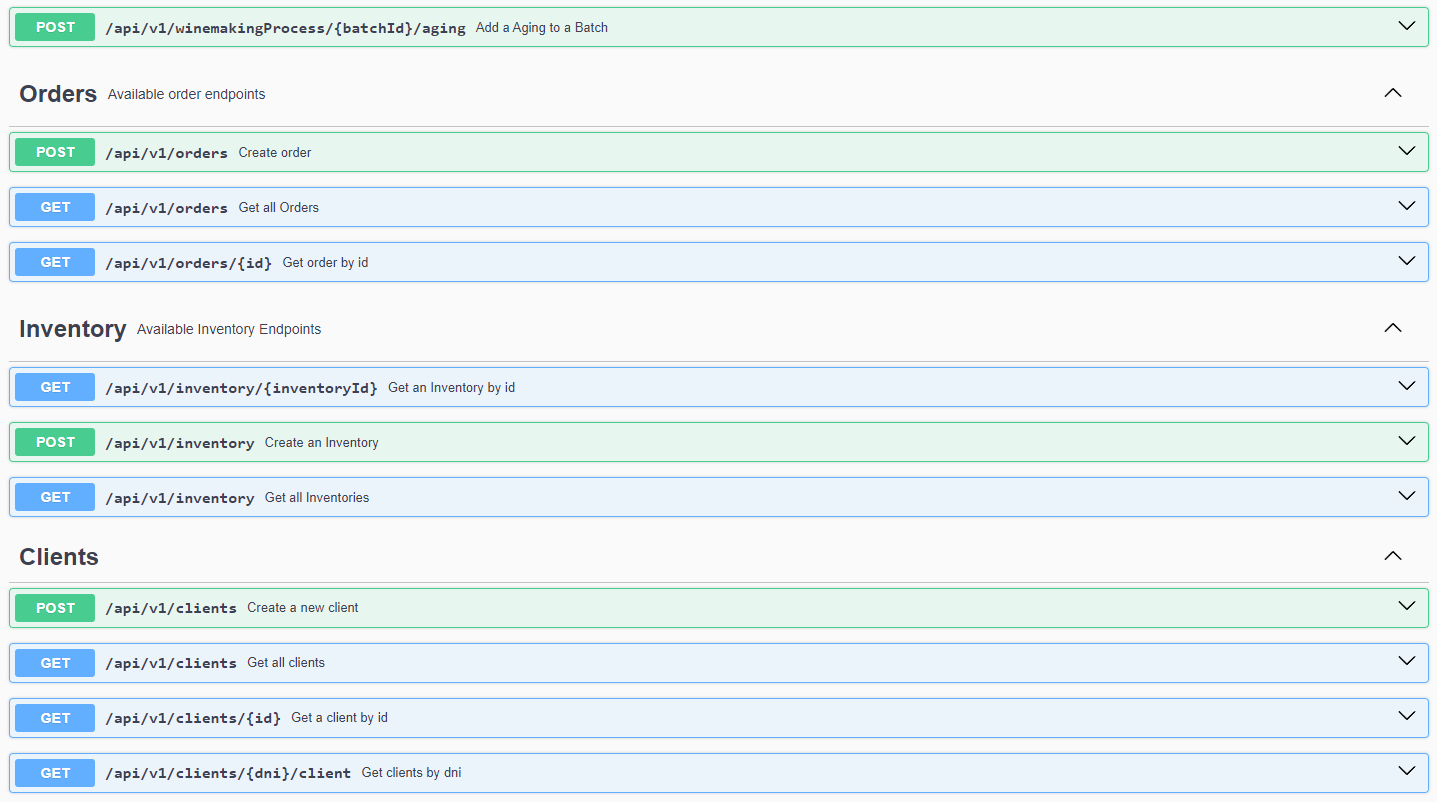 POST /api/v1/winemakingProcess/{batchId}/aging Add a Aging to a Batch
Orders Available order endpoints
POST /api/v1/orders Create order
GET /api/v1/orders Get all Orders
GET /api/v1/orders/{id} Get order by id
Inventory Available Inventory Endpoints
GET /api/v1/inventory/{inventoryId} Get an Inventory by id
POST /api/v1/inventory Create an Inventory
GET /api/v1/inventory Get all Inventories
Clients
POST /api/v1/clients Create a new client
GET /api/v1/clients Get all clients
GET /api/v1/clients/{id} Get a client by id
GET /api/v1/clients/{dni}/client Get clients by dni